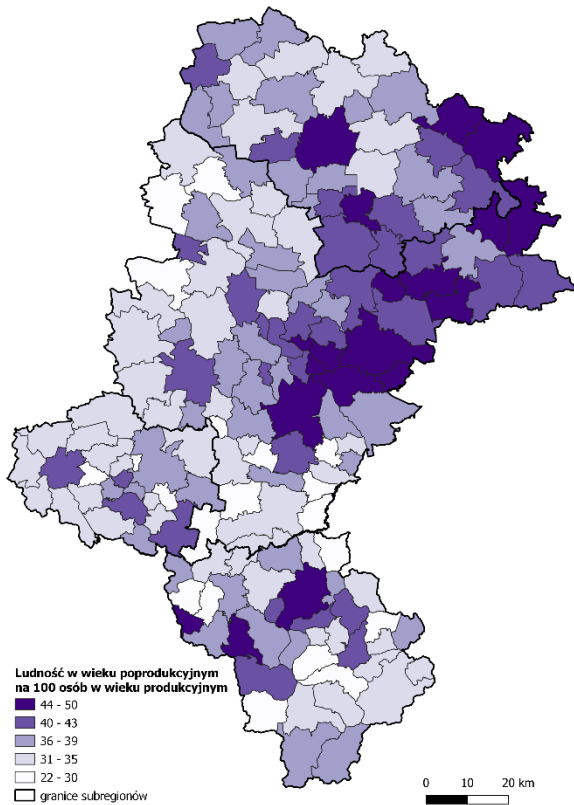 Ludność w wieku poprodukcyjnym
na 100 osób w wieku produkcyjnym
44 - 50
40 - 43
36 - 39
31 - 35
22 - 30
granice subregionów
0 10 20 km